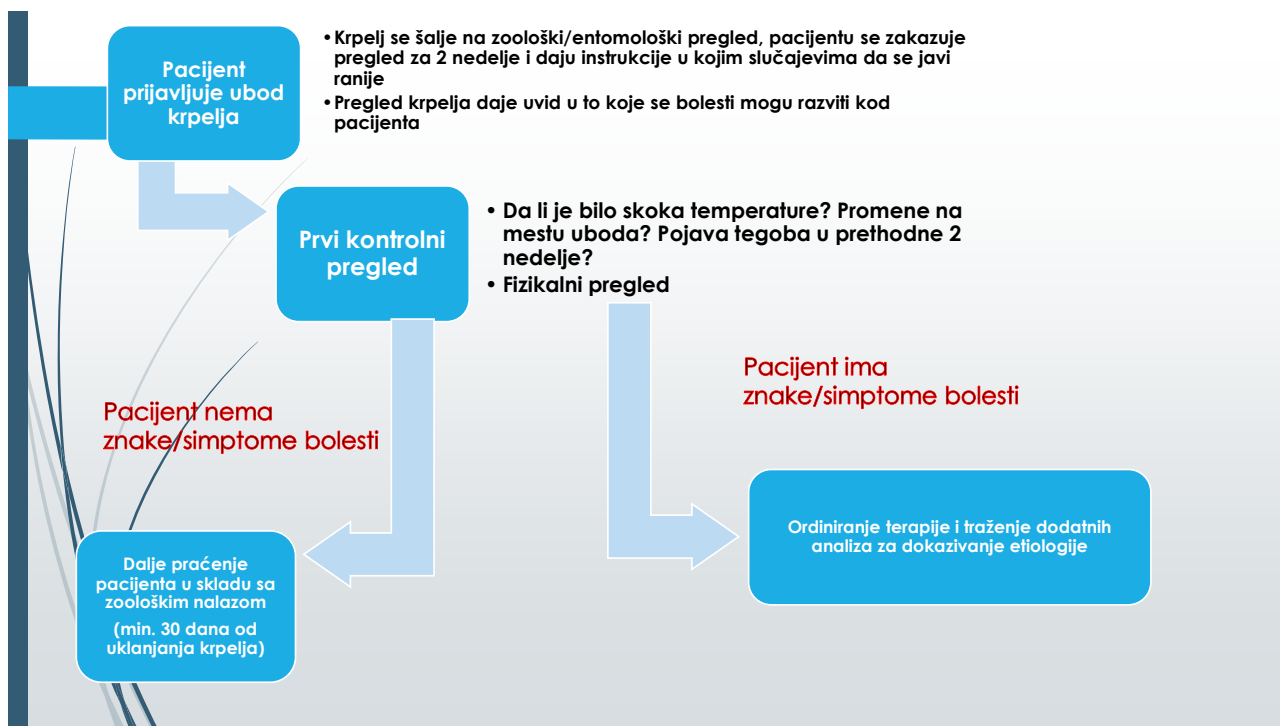 Pacijent
prijavljuje ubod
krpelja
•Krpelj se šalje na zoološki/entomološki pregled, pacijentu se zakazuje
pregled za 2 nedelje i daju instrukcije u kojim slučajevima da se javi
ranije
•Pregled krpelja daje uvid u to koje se bolesti mogu razviti kod
pacijenta
Prvi kontrolni
pregled
• Da li je bilo skoka temperature? Promene na
mestu uboda? Pojava tegoba u prethodne 2
nedelje?
• Fizikalni pregled
Pacijent nema
znake/simptome bolesti
Pacijent ima
znake/simptome bolesti
Dalje praćenje
pacijenta u skladu sa
zoološkim nalazom
(min. 30 dana od
uklanjanja krpelja)
Ordiniranje terapije i traženje dodatnih
analiza za dokazivanje etiologije